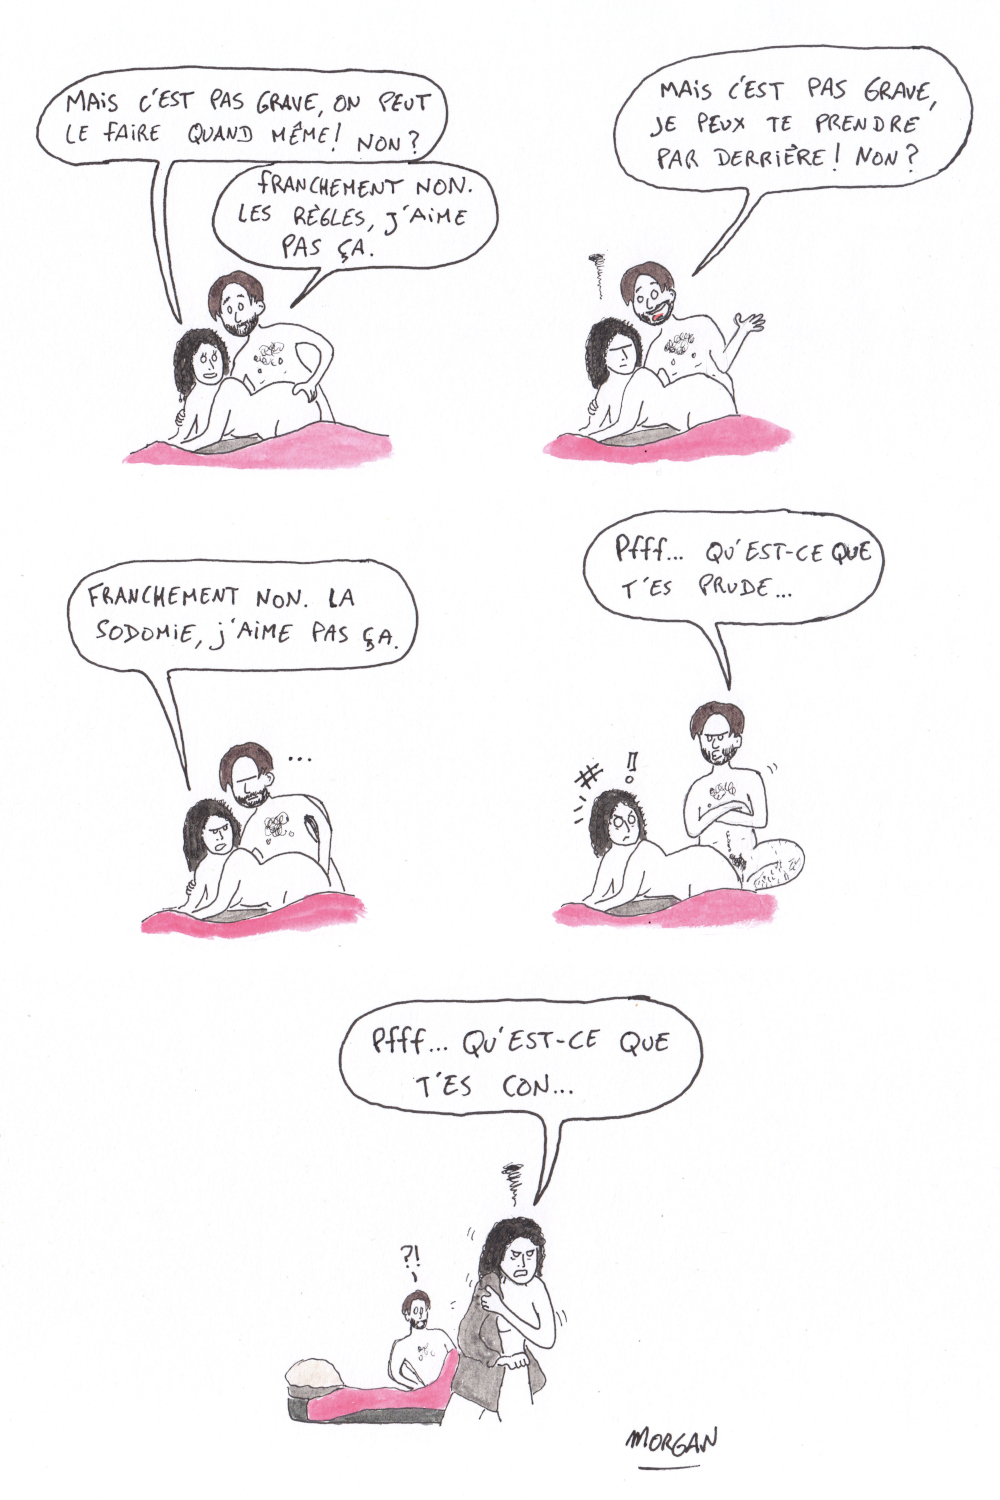 MAIS C'EST PAS GRAVE, ON PEUT
LE FAIRE QUAND MÊME! NON?
FRANCHEMENT NON.
LES RÈGLES, J'AIME
PAS ÇA.
MAIS C'EST PAS GRAVE,
JE PEUX TE PRENDRE
PAR DERRIÈRE! NON?
FRANCHEMENT NON. LA
SODOMIE, J'AIME PAS ÇA.
...
Pfff... QU'EST-CE QUE
T'ES PRUDE...
#
!
Pfff... QU'EST-CE QUE
T'ES CON...
?!
MORGAN